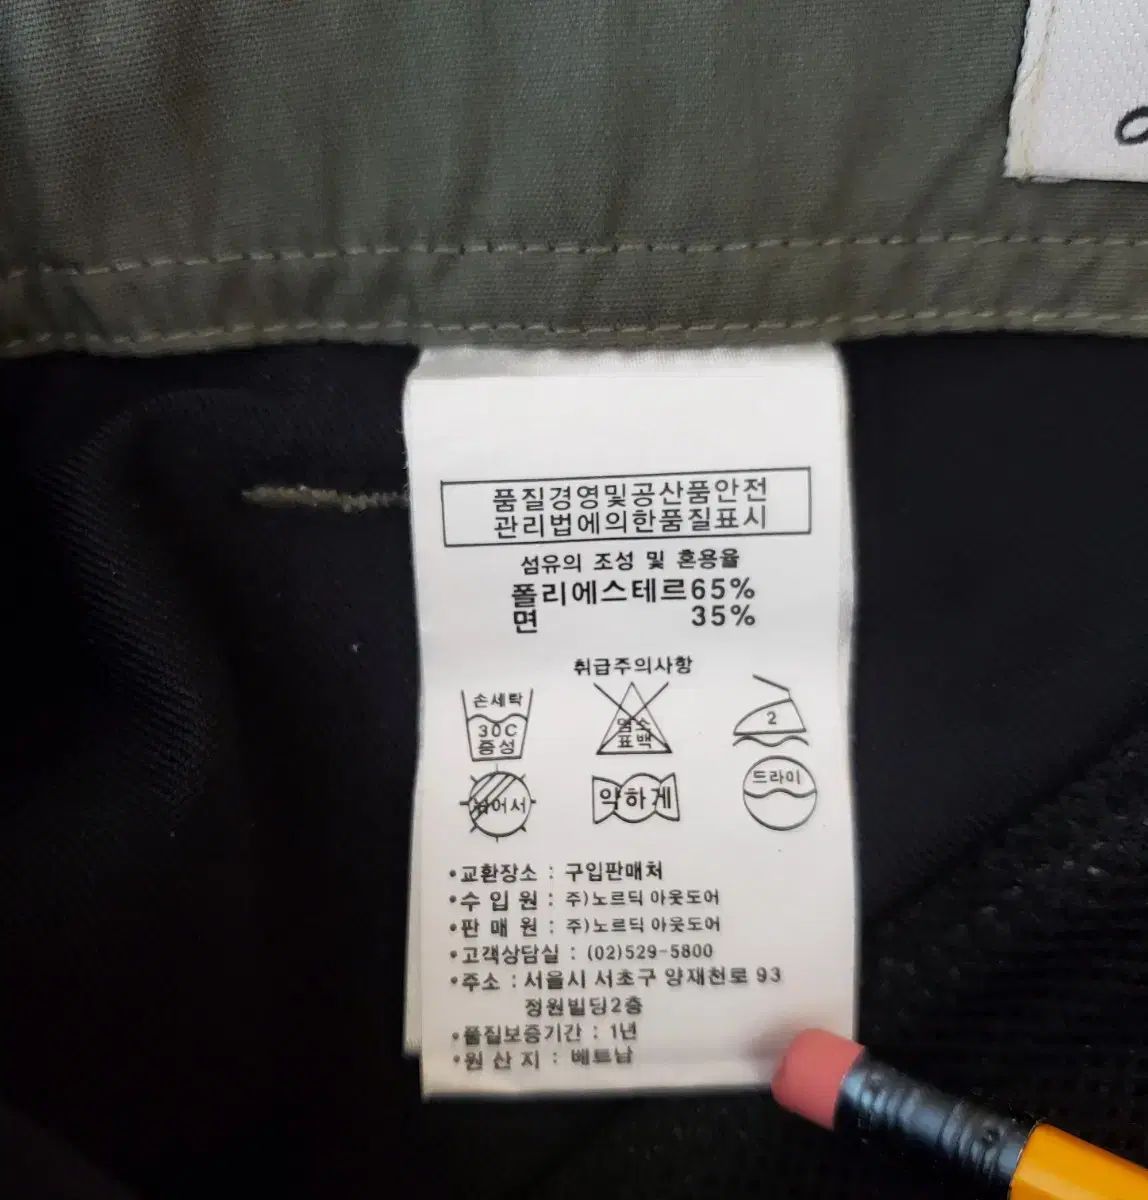 품질경영및공산품안전
관리법에의한품질표시
섬유의 조성 및 혼용율
폴리에스테르65%
면 35%
취급주의사항
손세탁
30C
중성
염소
표백
2
뉘어서
약하게
드라이
•교환장소 : 구입판매처
•수 입 원 : 주)노르딕 아웃도어
•판 매 원 : 주)노르딕 아웃도어
•고객상담실 : (02)529-5800
•주소 : 서울시 서초구 양재천로 93
정원빌딩2층
•품질보증기간 : 1년
•원 산 지 : 베트남